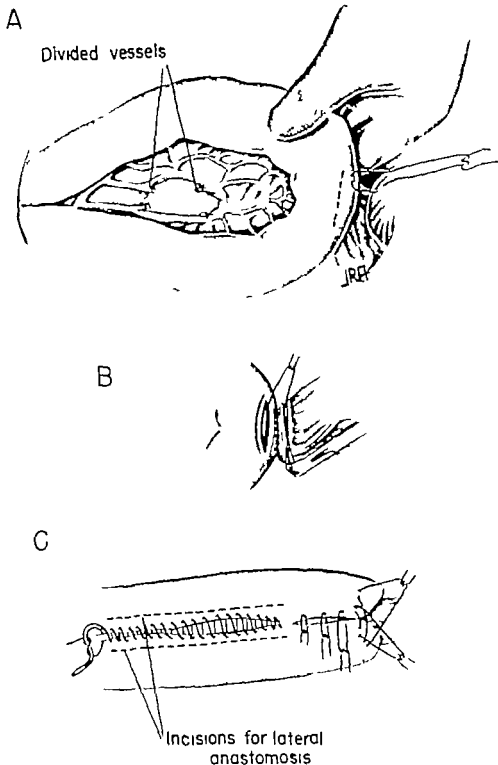 A
Divided vessels
B
C
Incisions for lateral
anastomosis